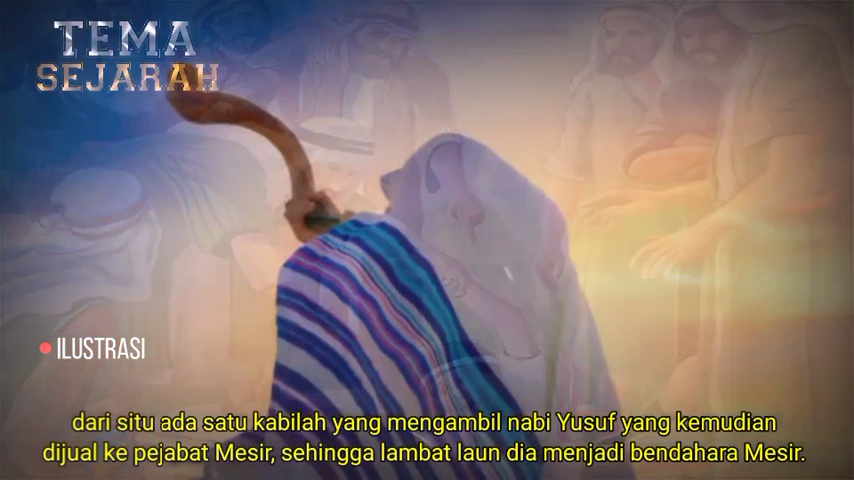 TEMA
SEJARAH
ILUSTRASI
dari situ ada satu kabilah yang mengambil nabi Yusuf yang kemudian
dijual ke pejabat Mesir, sehingga lambat laun dia menjadi bendahara Mesir.